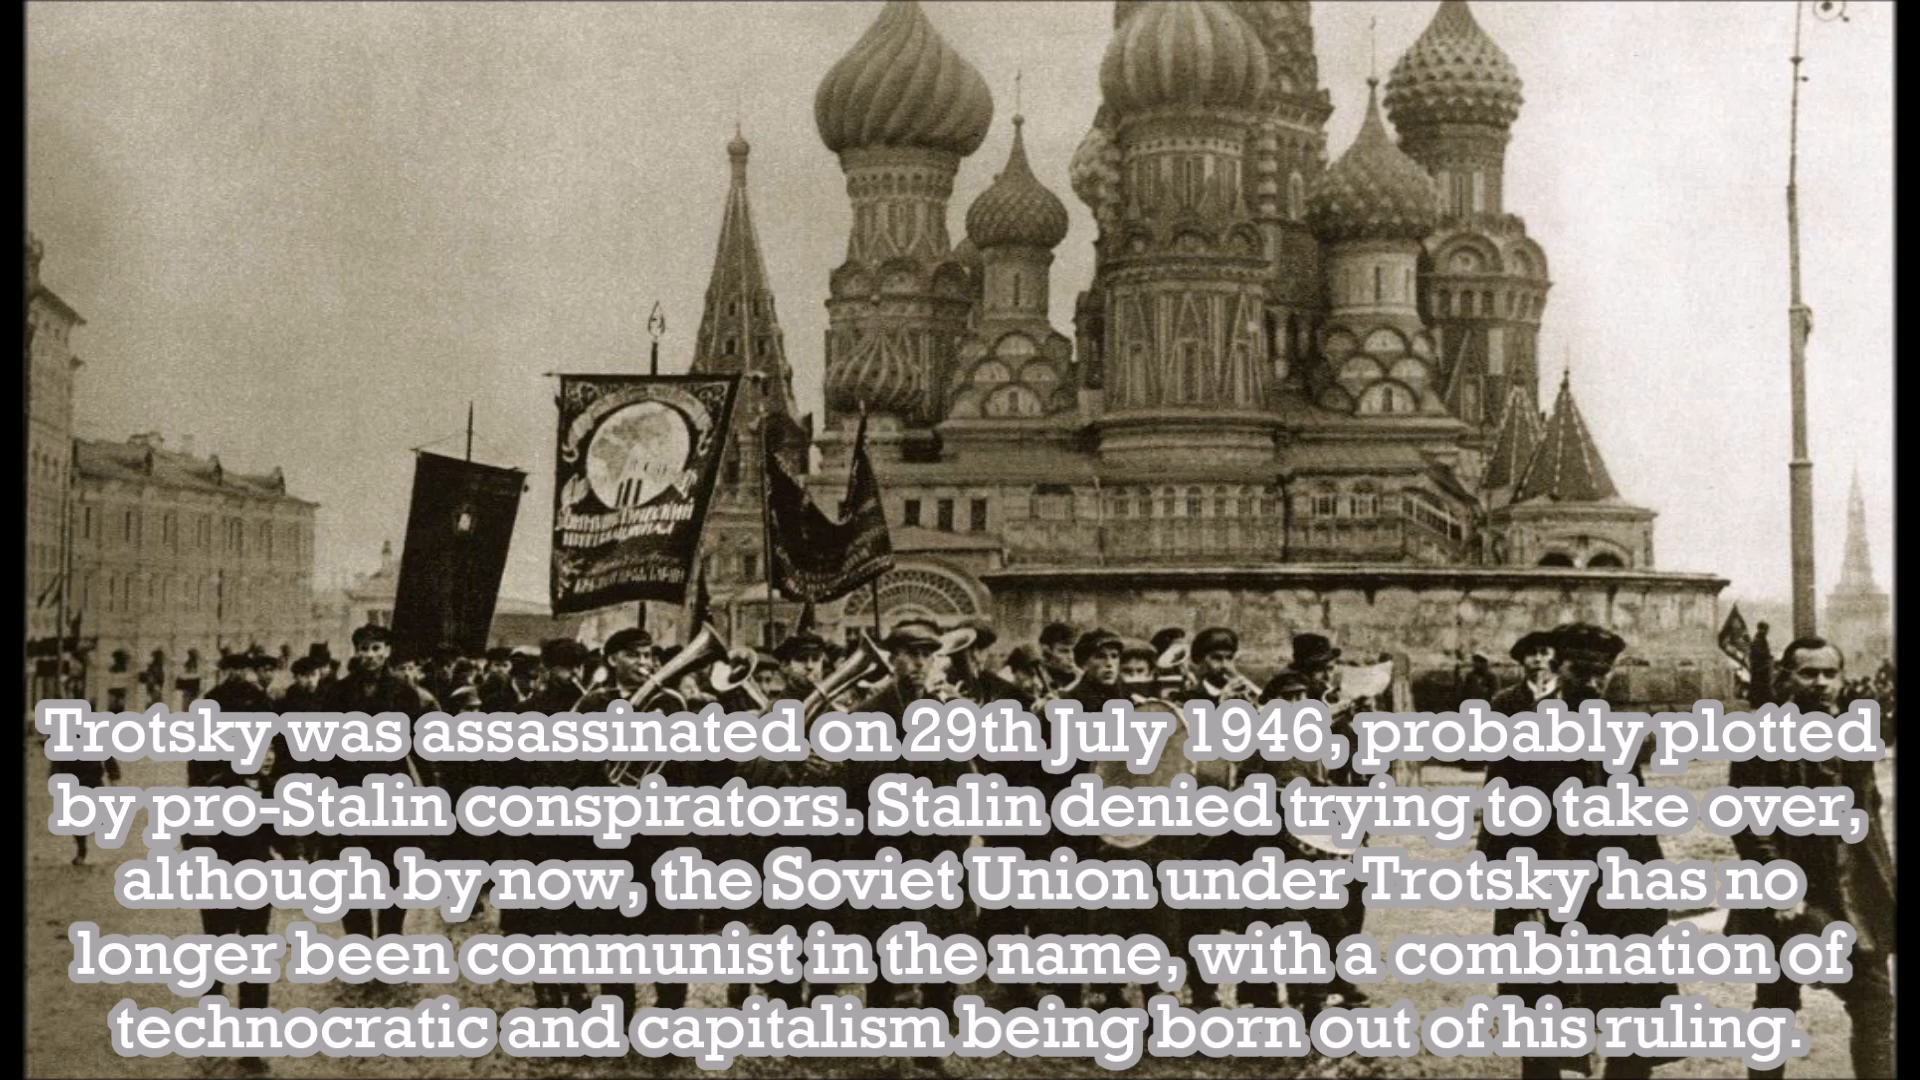 КОММУНИСТИЧЕСКИЙ
ИНТЕРНАЦИОНАЛ
Trotsky was assassinated on 29th July 1946, probably plotted
by pro-Stalin conspirators. Stalin denied trying to take over,
although by now, the Soviet Union under Trotsky has no
longer been communist in the name, with a combination of
technocratic and capitalism being born out of his ruling.